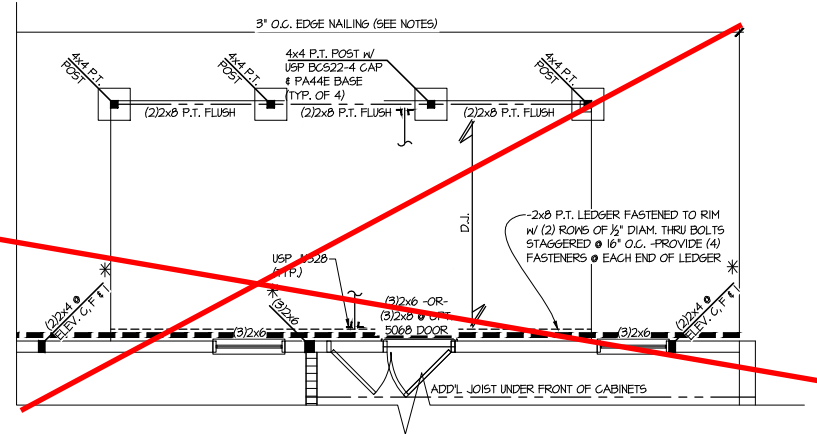 3" O.C. EDGE NAILING (SEE NOTES)
4x4 P.T.
POST
4x4 P.T.
POST
4x4 P.T. POST W/
USP BCS22-4 CAP
& PA44E BASE
(TYP. OF 4)
4x4 P.T.
POST
(2)2x8 P.T. FLUSH
(2)2x8 P.T. FLUSH
(2)2x8 P.T. FLUSH
D.J.
-2x8 P.T. LEDGER FASTENED TO RIM
W/ (2) ROWS OF ½" DIAM. THRU BOLTS
STAGGERED @ 16" O.C. -PROVIDE (4)
FASTENERS @ EACH END OF LEDGER
USP
(TYP.)
(2)2x4 @
ELEV. C, F & T
(3)2x6
(3)2x6 -OR-
(3)2x8 @ OPT.
5068 DOOR
(2)2x4 @
ELEV. C, F & T
(3)2x6
(3)2x6
ADD'L JOIST UNDER FRONT OF CABINETS